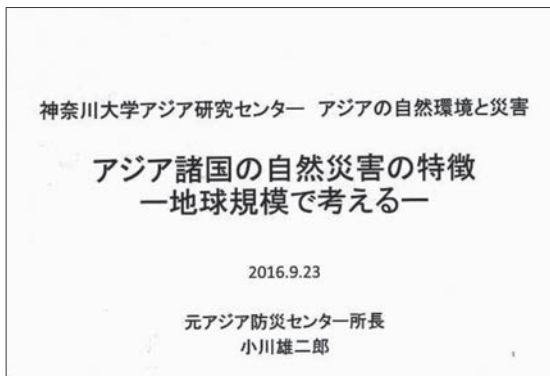 神奈川大学アジア研究センター アジアの自然環境と災害
アジア諸国の自然災害の特徴
―地球規模で考える―
2016.9.23
元アジア防災センター所長
小川雄二郎